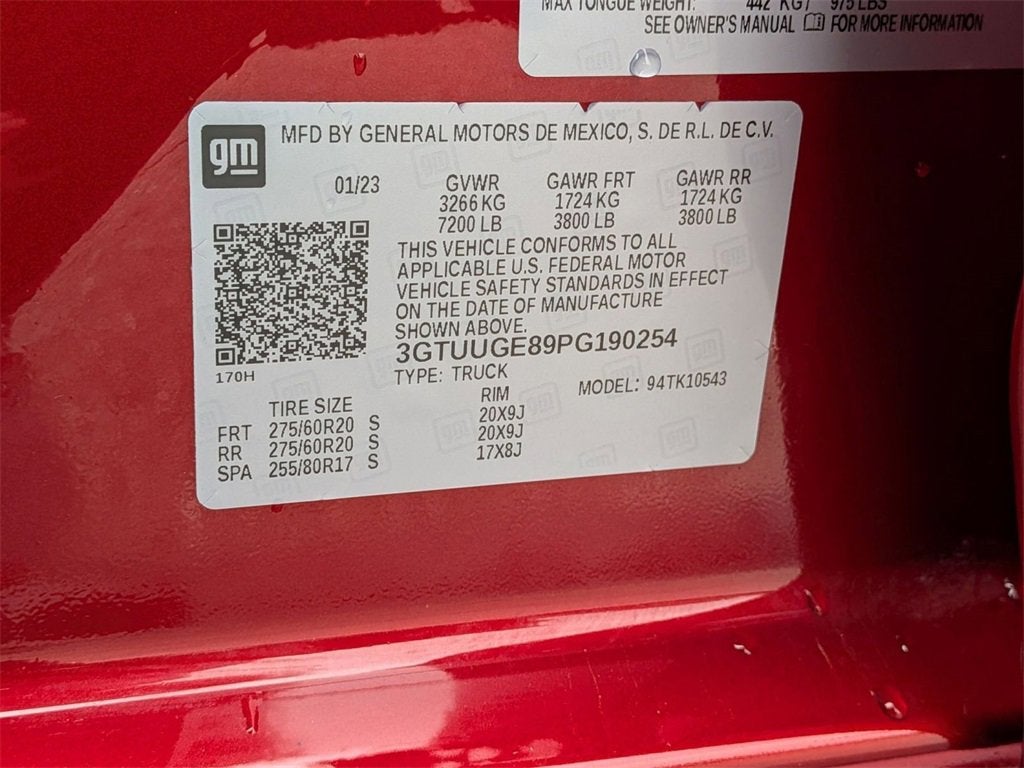 MAX TONGUE WEIGHT: 442 KG / 975 LBS
SEE OWNER'S MANUAL FOR MORE INFORMATION
gm MFD BY GENERAL MOTORS DE MEXICO, S. DE R.L. DE C.V.
01/23 GVWR GAWR FRT GAWR RR
3266 KG 1724 KG 1724 KG
7200 LB 3800 LB 3800 LB
THIS VEHICLE CONFORMS TO ALL
APPLICABLE U.S. FEDERAL MOTOR
VEHICLE SAFETY STANDARDS IN EFFECT
ON THE DATE OF MANUFACTURE
SHOWN ABOVE.
3GTUUGE89PG190254
170H
TYPE: TRUCK MODEL: 94TK10543
TIRE SIZE RIM
FRT 275/60R20 S 20X9J
RR 275/60R20 S 20X9J
SPA 255/80R17 S 17X8J